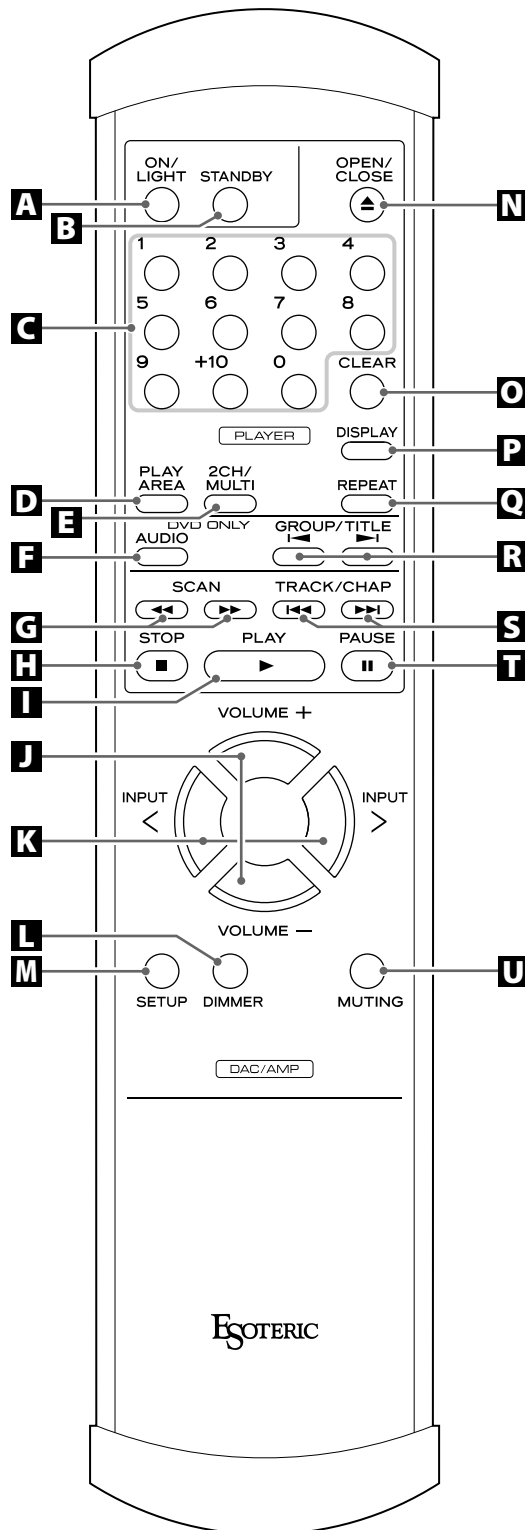 ON/ LIGHT STANDBY OPEN/ CLOSE
A B N
1 2 3 4
5 6 7 8
C
9 +10 0 CLEAR
O
PLAYER DISPLAY
P
PLAY AREA 2CH/ MULTI REPEAT
D E Q
DVD ONLY
AUDIO GROUP/TITLE
F R
SCAN TRACK/CHAP
G S
STOP PLAY PAUSE
H T
I
VOLUME +
J
INPUT INPUT
< >
K
VOLUME –
L
M U
SETUP DIMMER MUTING
DAC/AMP
ESOTERIC